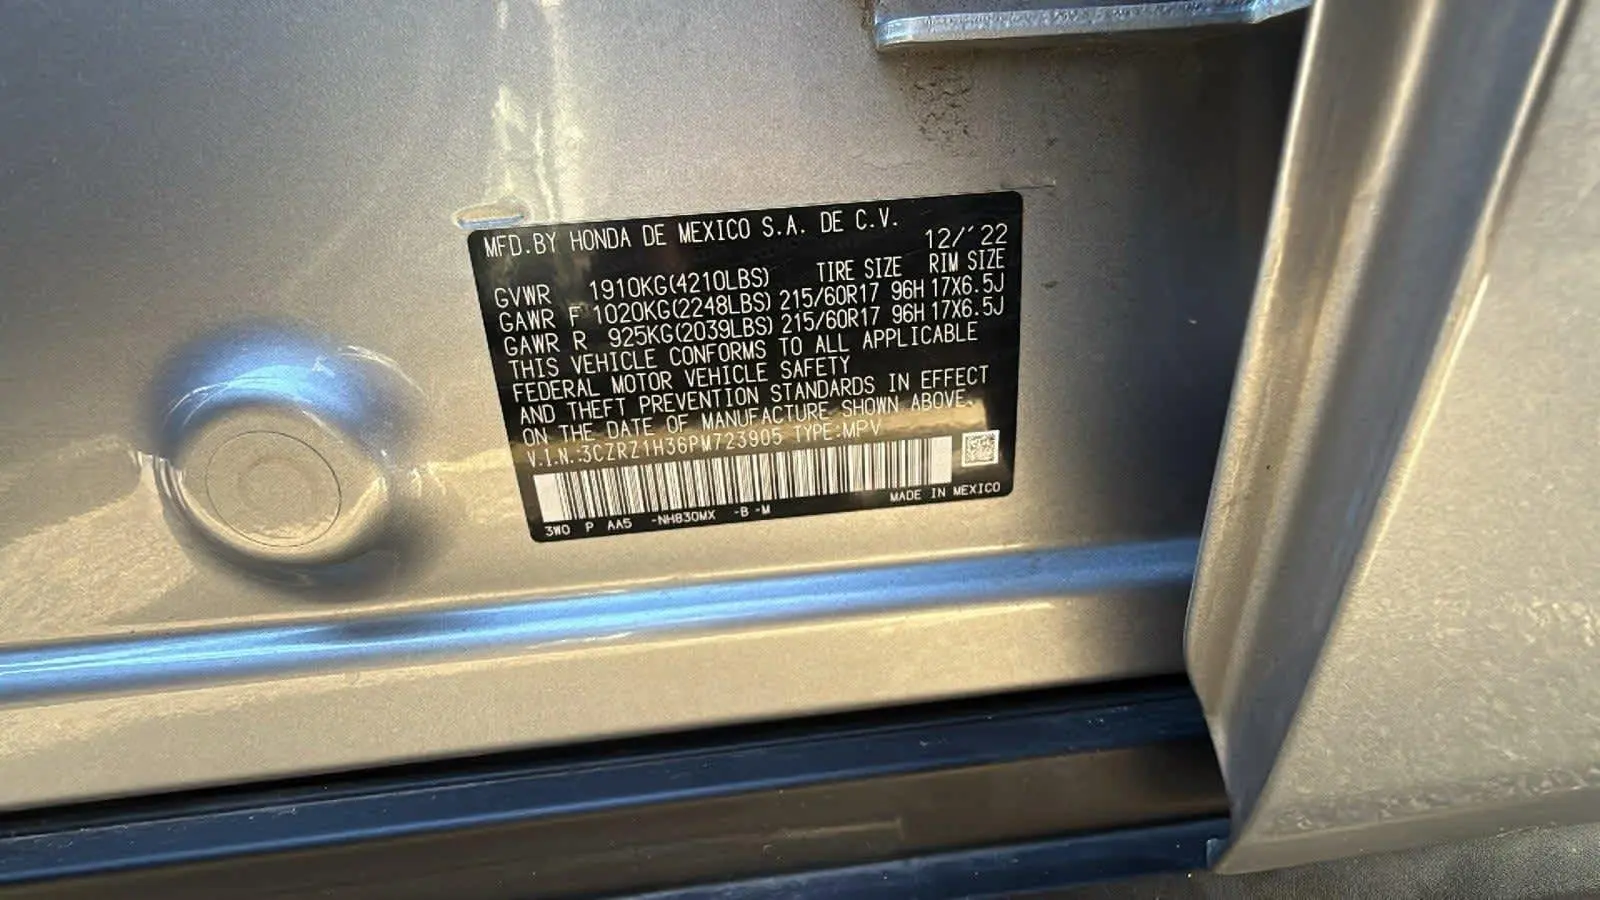 MFD.BY HONDA DE MEXICO S.A. DE C.V.
12/'22
TIRE SIZE RIM SIZE
GVWR 1910KG(4210LBS)
GAWR F 1020KG(2248LBS) 215/60R17 96H 17X6.5J
GAWR R 925KG(2039LBS) 215/60R17 96H 17X6.5J
THIS VEHICLE CONFORMS TO ALL APPLICABLE
FEDERAL MOTOR VEHICLE SAFETY
AND THEFT PREVENTION STANDARDS IN EFFECT
ON THE DATE OF MANUFACTURE SHOWN ABOVE.
V.I.N.:3CZRZ1H36PM723905 TYPE:MPV
MADE IN MEXICO
3W0 P AA5 -NH830MX -B -M